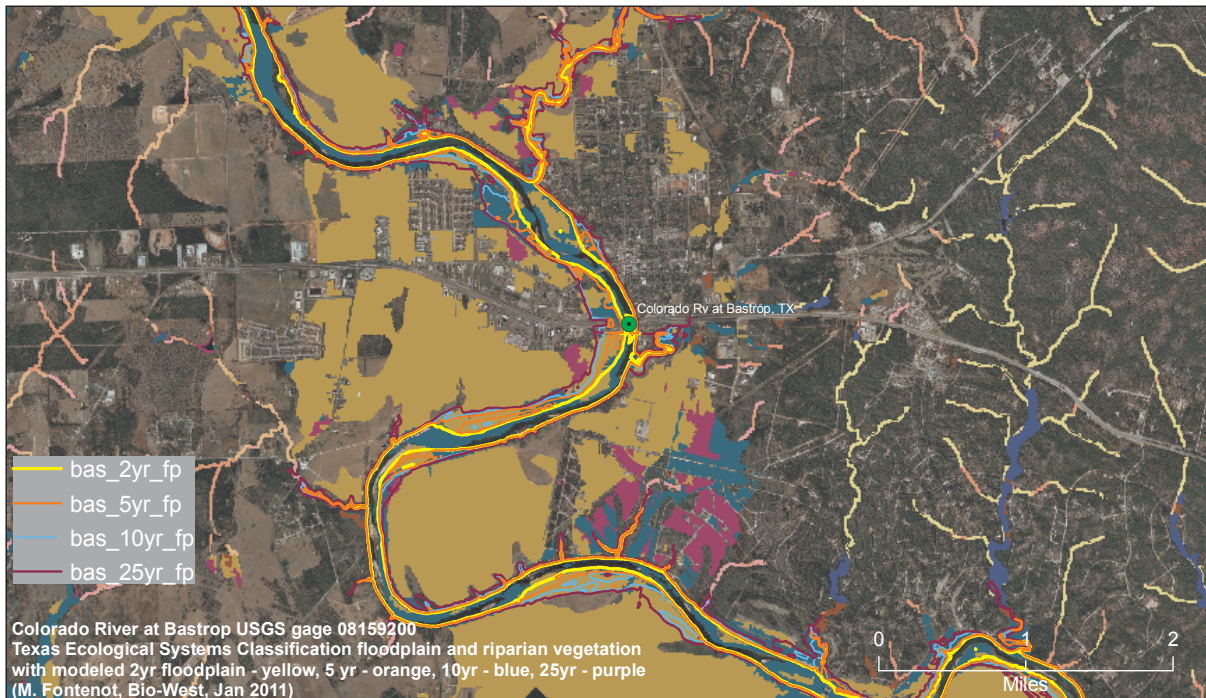 Colorado Rv at Bastrop, TX
bas_2yr_fp
bas_5yr_fp
bas_10yr_fp
bas_25yr_fp
Colorado River at Bastrop USGS gage 08159200
Texas Ecological Systems Classification floodplain and riparian vegetation
with modeled 2yr floodplain - yellow, 5 yr - orange, 10yr - blue, 25yr - purple
(M. Fontenot, Bio-West, Jan 2011)
0 1 2
Miles